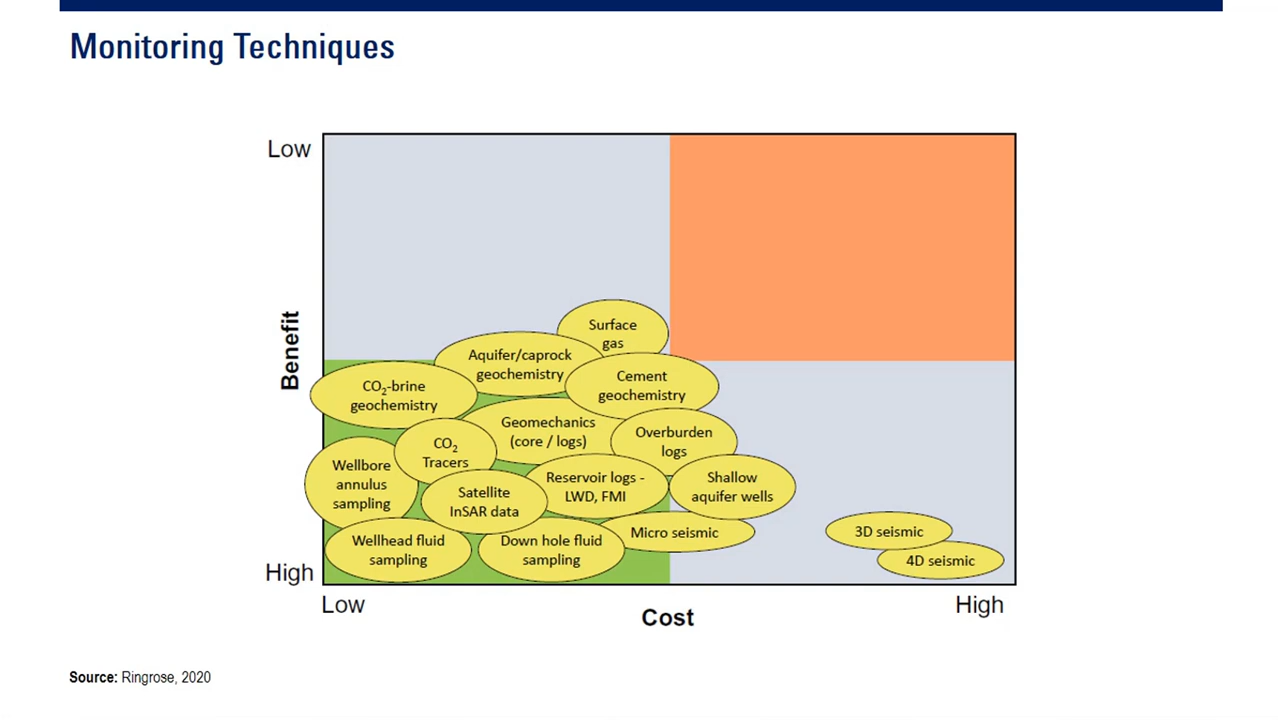 Monitoring Techniques
Low
Benefit
High
Surface
gas
Aquifer/caprock
geochemistry
Cement
geochemistry
CO₂-brine
geochemistry
Geomechanics
(core / logs)
Overburden
logs
CO₂
Tracers
Wellbore
annulus
sampling
Reservoir logs -
LWD, FMI
Shallow
aquifer wells
Satellite
InSAR data
Micro seismic
3D seismic
Wellhead fluid
sampling
Down hole fluid
sampling
4D seismic
Low
High
Cost
Source: Ringrose, 2020